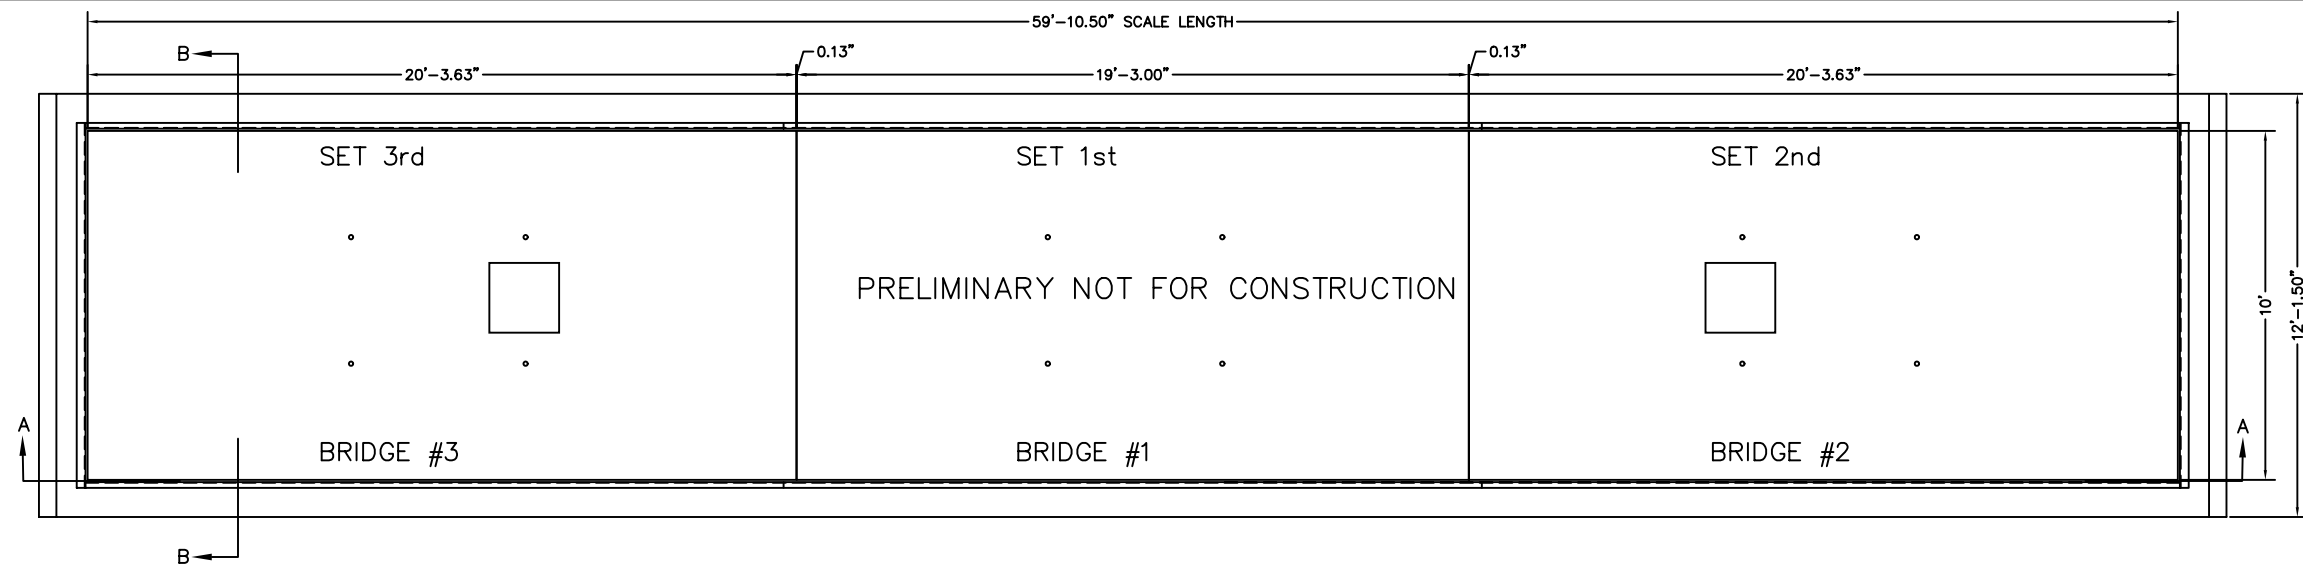 59'-10.50" SCALE LENGTH
B
0.13"
0.13"
20'-3.63"
19'-3.00"
20'-3.63"
SET 3rd
SET 1st
SET 2nd
PRELIMINARY NOT FOR CONSTRUCTION
10'
12'-1.50"
A
A
BRIDGE #3
BRIDGE #1
BRIDGE #2
B